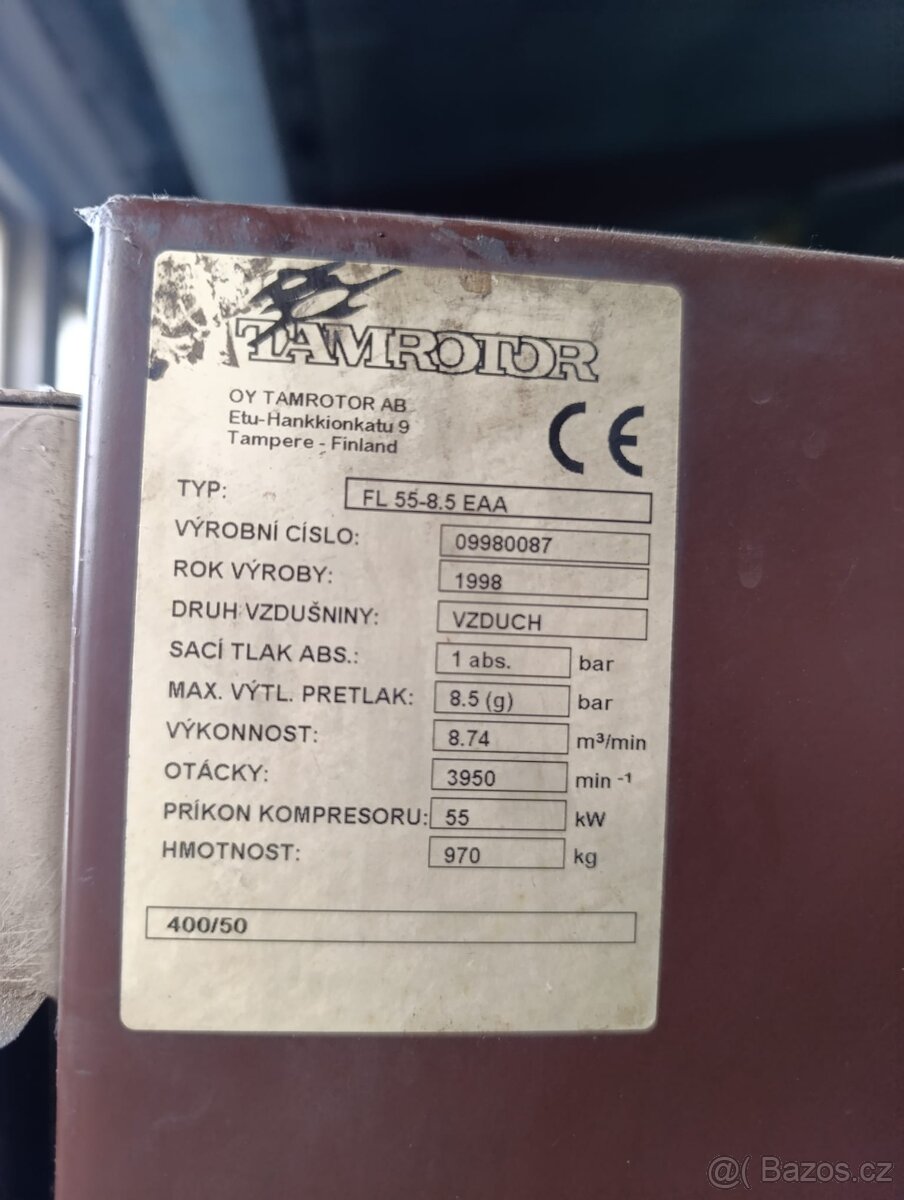 TAMROTOR
OY TAMROTOR AB
Etu-Hankkionkatu 9
Tampere - Finland
CE
TYP: FL 55-8.5 EAA
VÝROBNÍ CÍSLO: 09980087
ROK VÝROBY: 1998
DRUH VZDUŠNINY: VZDUCH
SACÍ TLAK ABS.: 1 abs. bar
MAX. VÝTL. PRETLAK: 8.5 (g) bar
VÝKONNOST: 8.74 m³/min
OTÁCKY: 3950 min⁻¹
PRÍKON KOMPRESORU: 55 kW
HMOTNOST: 970 kg
400/50
@( Bazos.cz